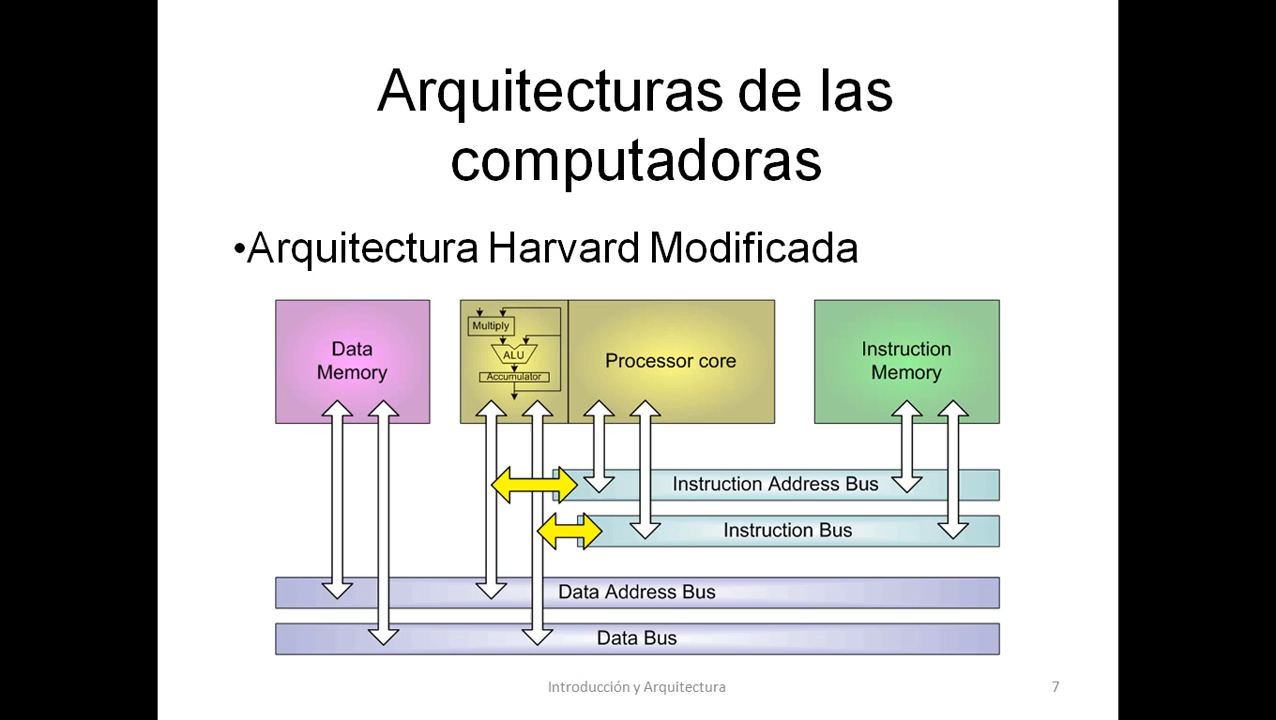 Arquitecturas de las
computadoras
•Arquitectura Harvard Modificada
Data
Memory
Multiply
ALU
Accumulator
Processor core
Instruction
Memory
Instruction Address Bus
Instruction Bus
Data Address Bus
Data Bus
Introducción y Arquitectura
7